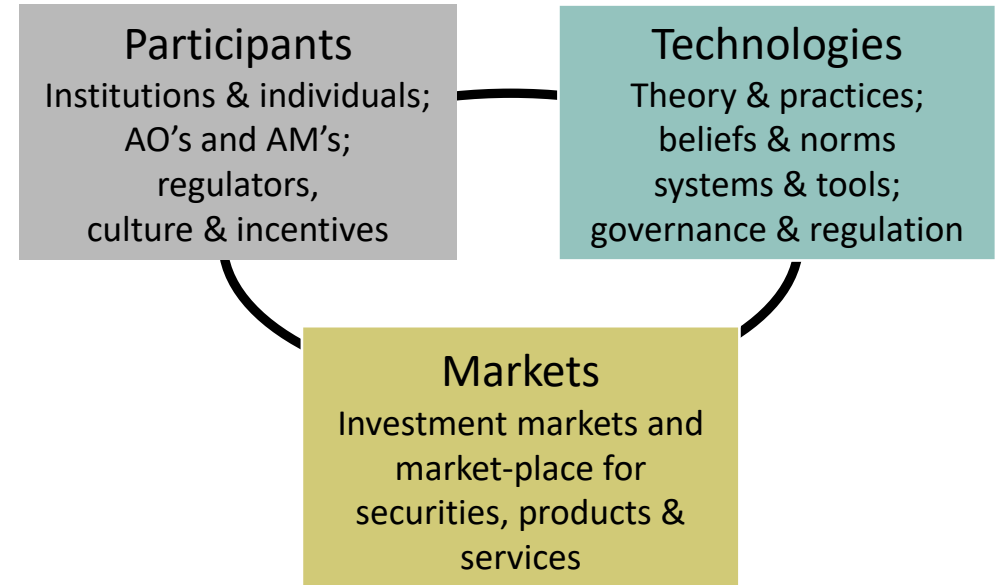 Participants
Institutions & individuals;
AO's and AM's;
regulators,
culture & incentives
Technologies
Theory & practices;
beliefs & norms
systems & tools;
governance & regulation
Markets
Investment markets and
market-place for
securities, products &
services